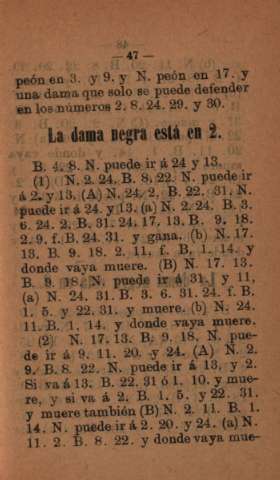 — 47 —
peón en 3. y 9. y N. peón en 17. y
una dama que solo se puede defender
en los números 2. 8. 24. 29. y 30.
La dama negra está en 2.
B. 4. 8. N. puede ir á 24 y 13.
(1) N. 2. 24. B. 8. 22. N. puede ir
á 2. y 13. (A) N. 24. 2. B. 22. 31. N.
puede ir á 24. y 13. (a) N. 2. 24. B. 3.
6. 24. 2. B. 31. 24. 17. 13. B. 9. 18.
2. 9. f. B. 24. 31. y gana. (b) N. 17.
13. B. 9. 18. 2. 11. f. B. 1. 14. y
donde vaya muere. (B) N. 17. 13.
B. 9. 18. N. puede ir á 31. y 11.
(a) N. 24. 31. B. 3. 6. 31. 24. f. B.
1. 5. y 22. 31. y muere. (b) N. 24.
11. B. 1. 14. y donde vaya muere.
(2) N. 17. 13. B. 9. 18. N. pue-
de ir á 9. 11. 20. y 24. (A) N. 2.
9. B. 8. 22. N. puede ir á 13. y 2.
Si va á 13. B. 22. 31 ó 1. 10. y mue-
re, y si va á 2. B. 1. 5. y 22. 31.
y muere también (B) N. 2. 11. B. 1.
14. N. puede ir á 2. 20. y 24. (a) N.
11. 2. B. 8. 22. y donde vaya mue-